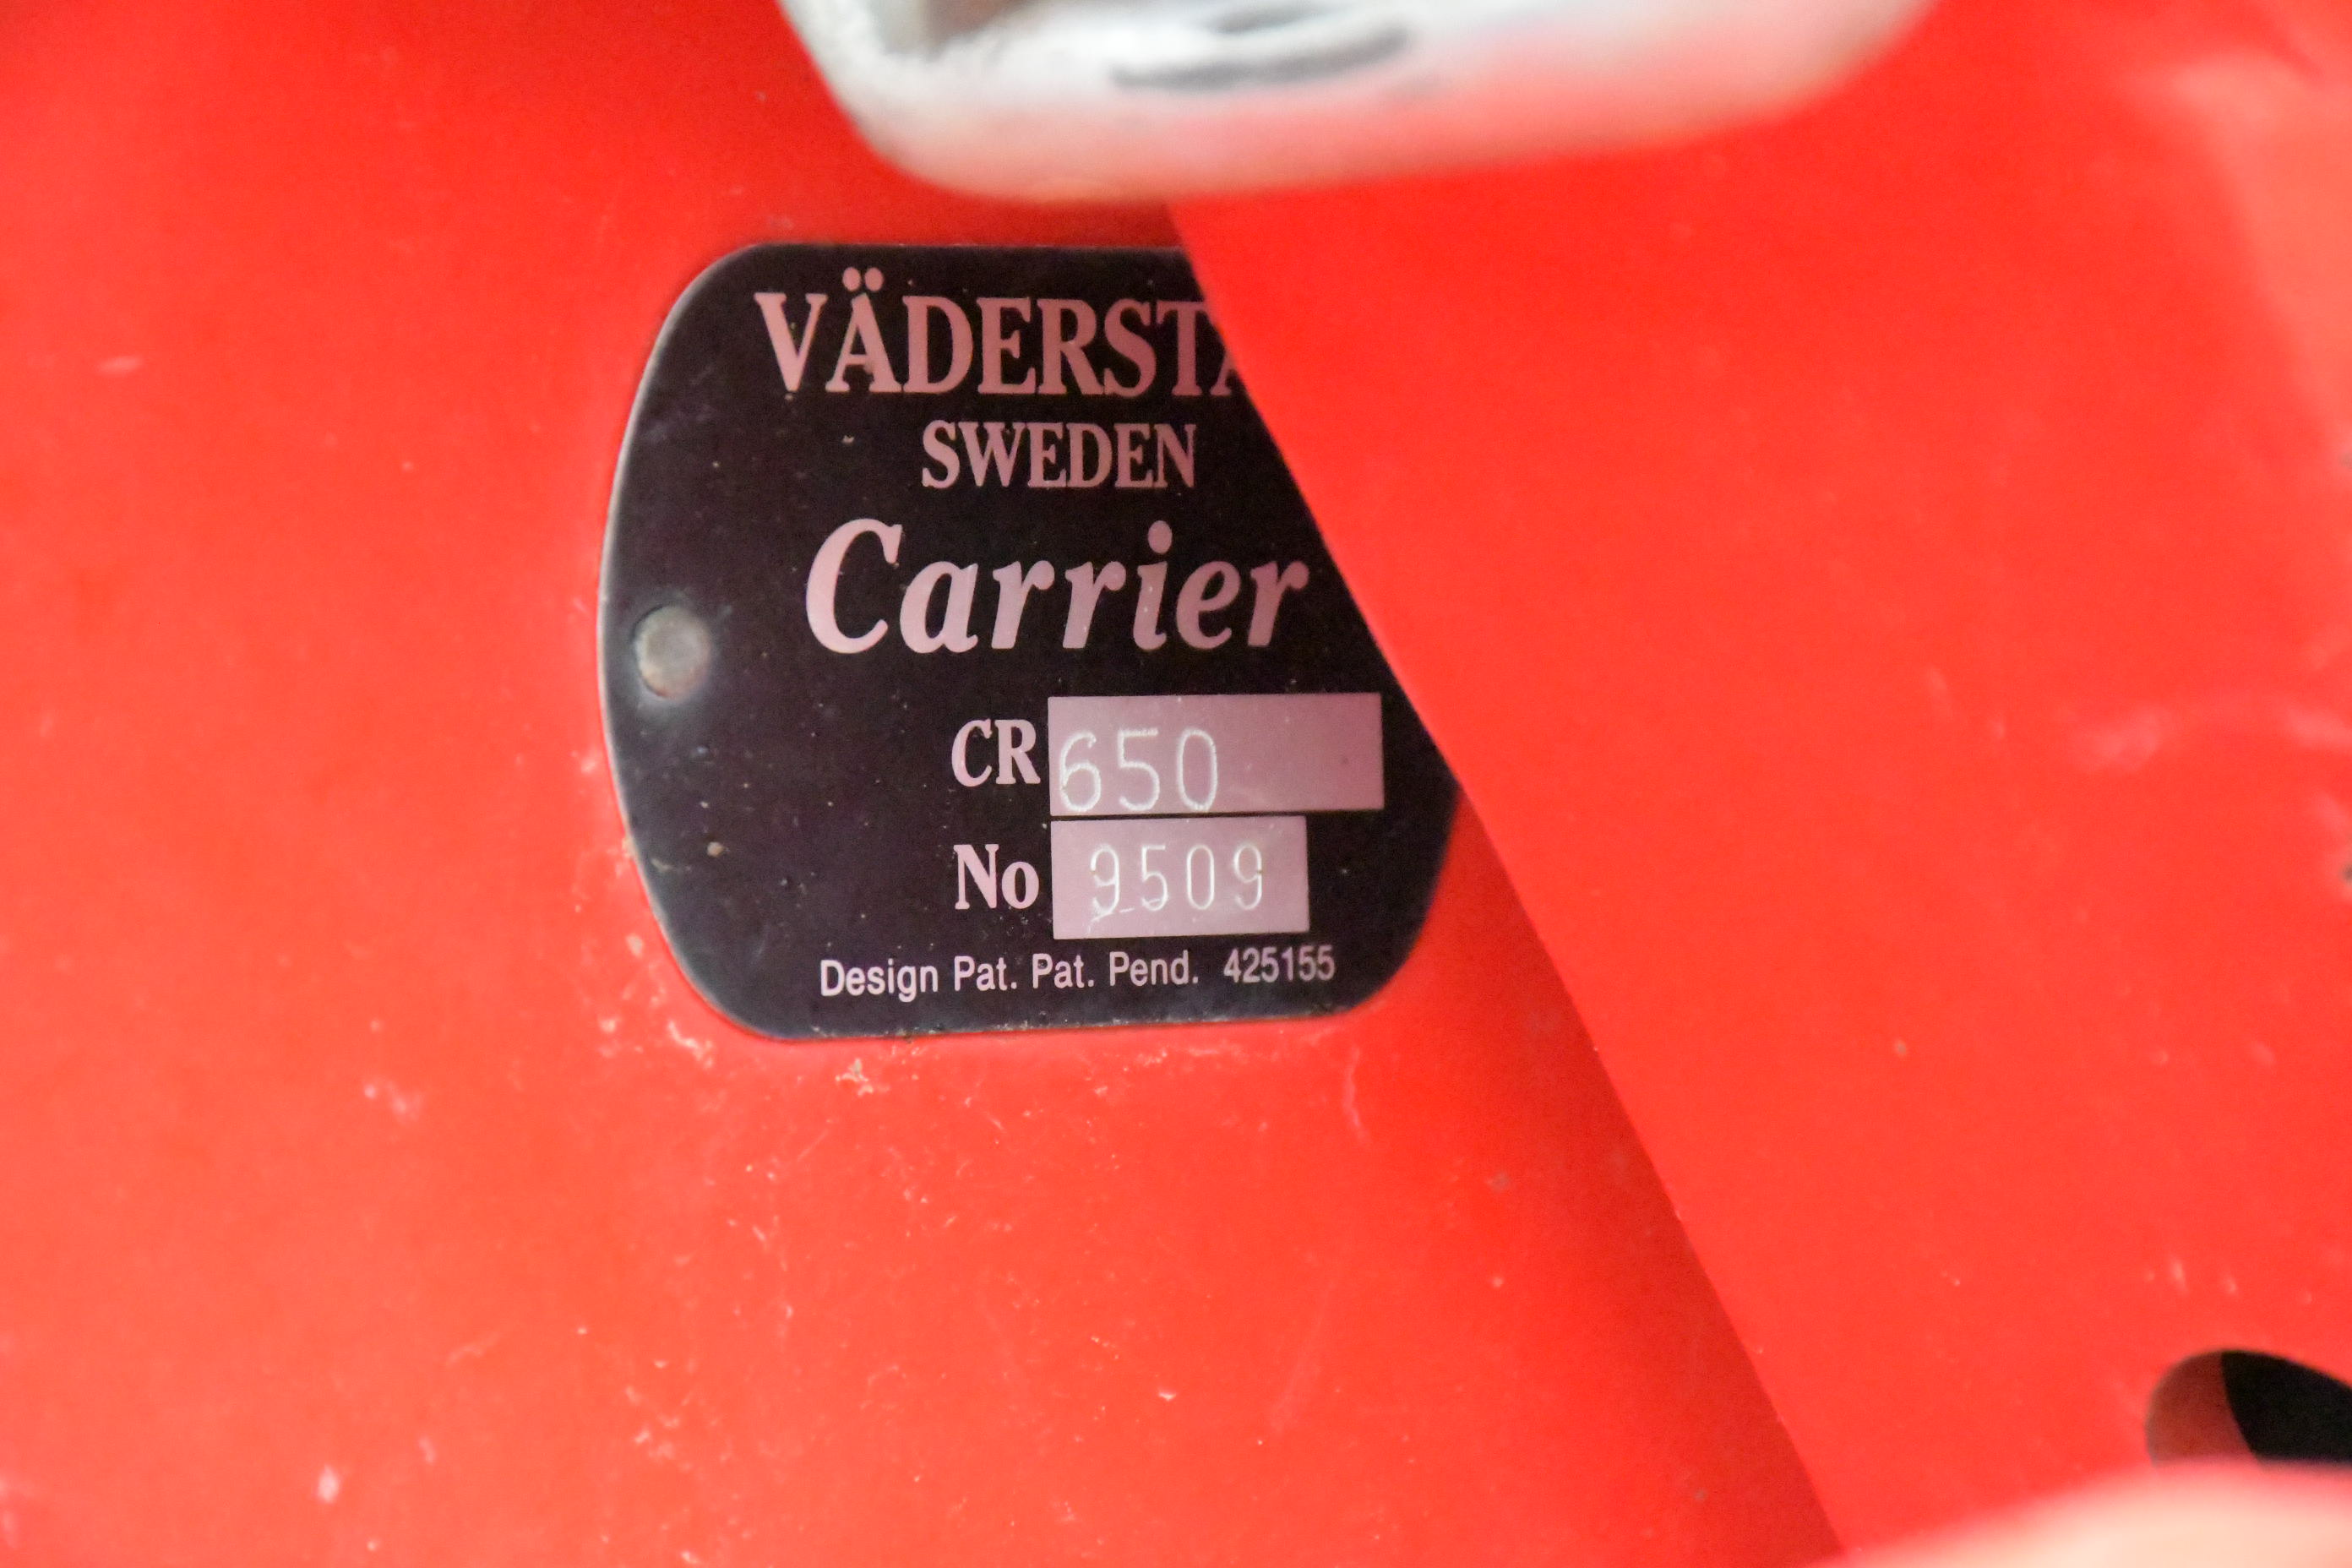 VÄDERSTA
SWEDEN
Carrier
CR 650
No 9509
Design Pat. Pat. Pend. 425155